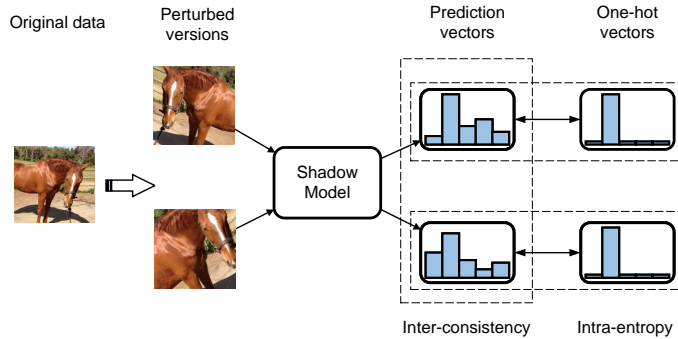 Original data
Perturbed
versions
Prediction
vectors
One-hot
vectors
Shadow
Model
Inter-consistency
Intra-entropy